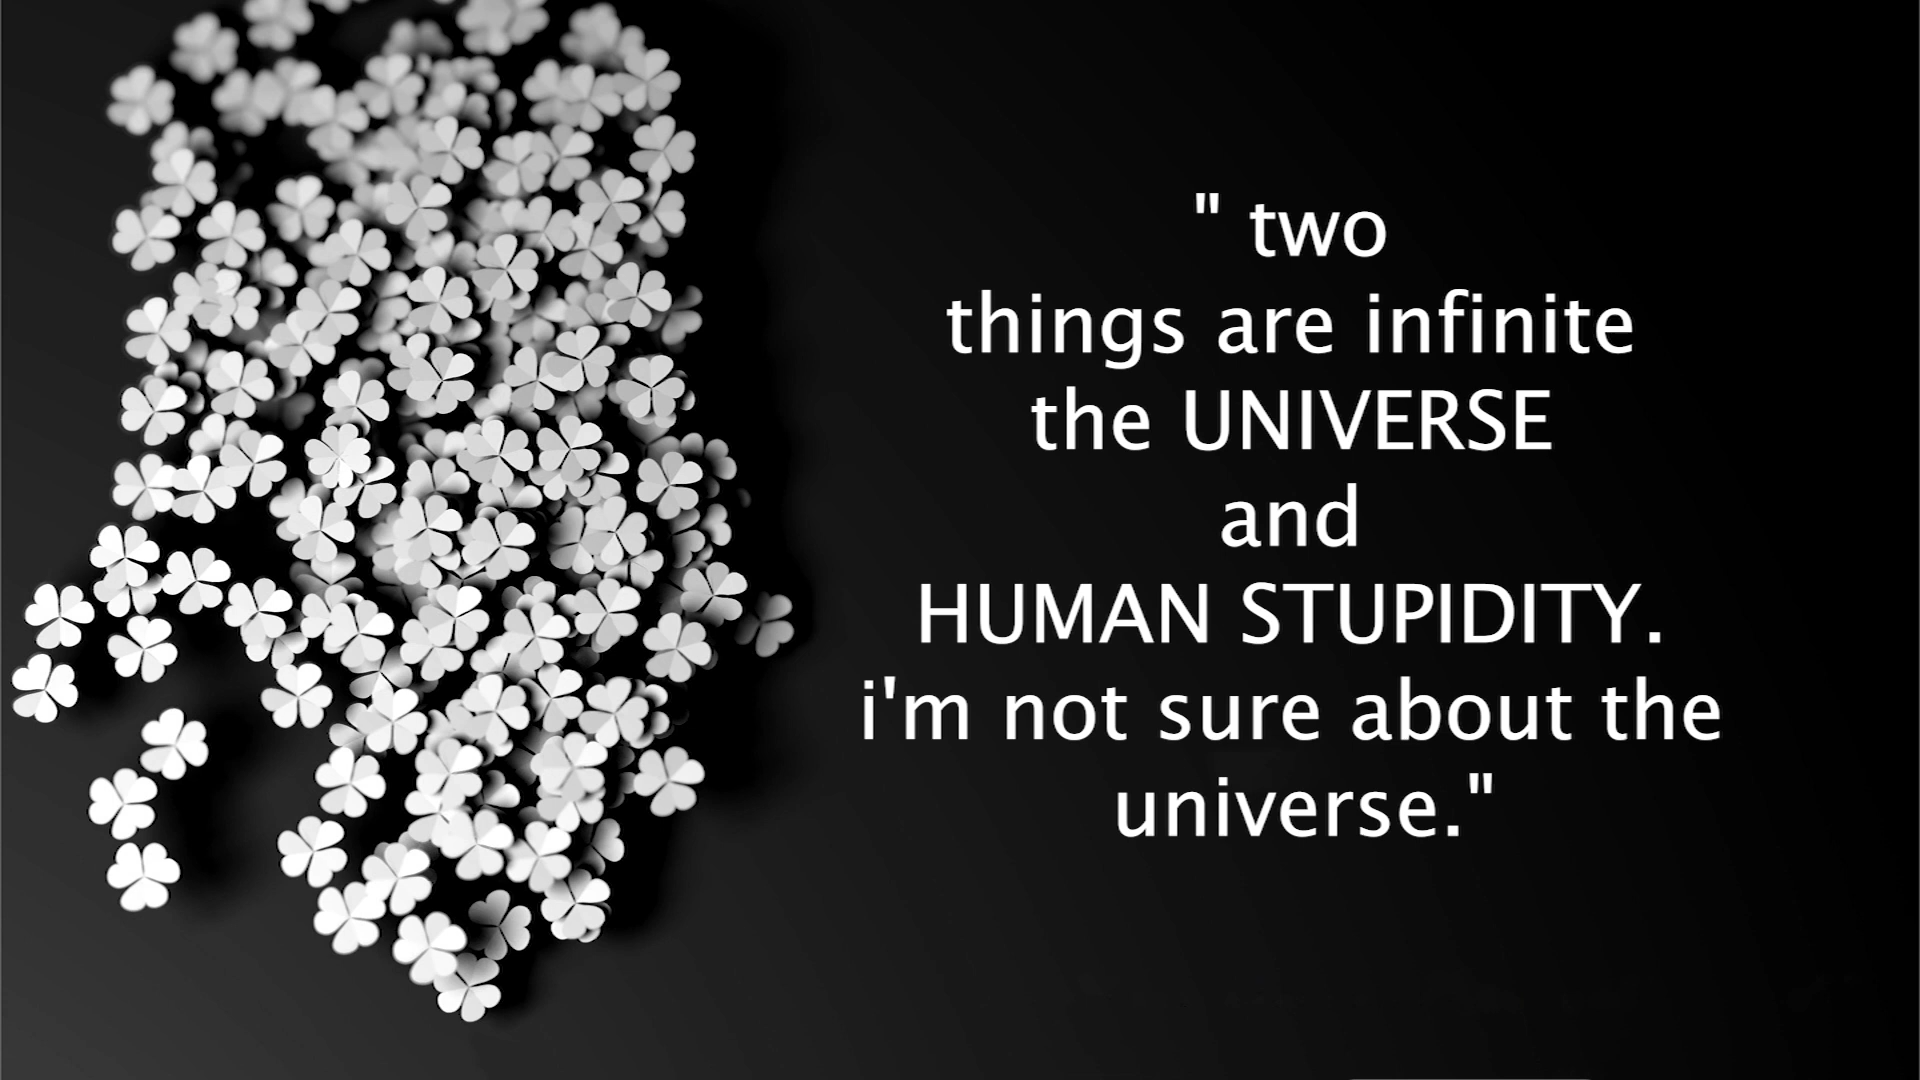 " two
things are infinite
the UNIVERSE
and
HUMAN STUPIDITY.
i'm not sure about the
universe."